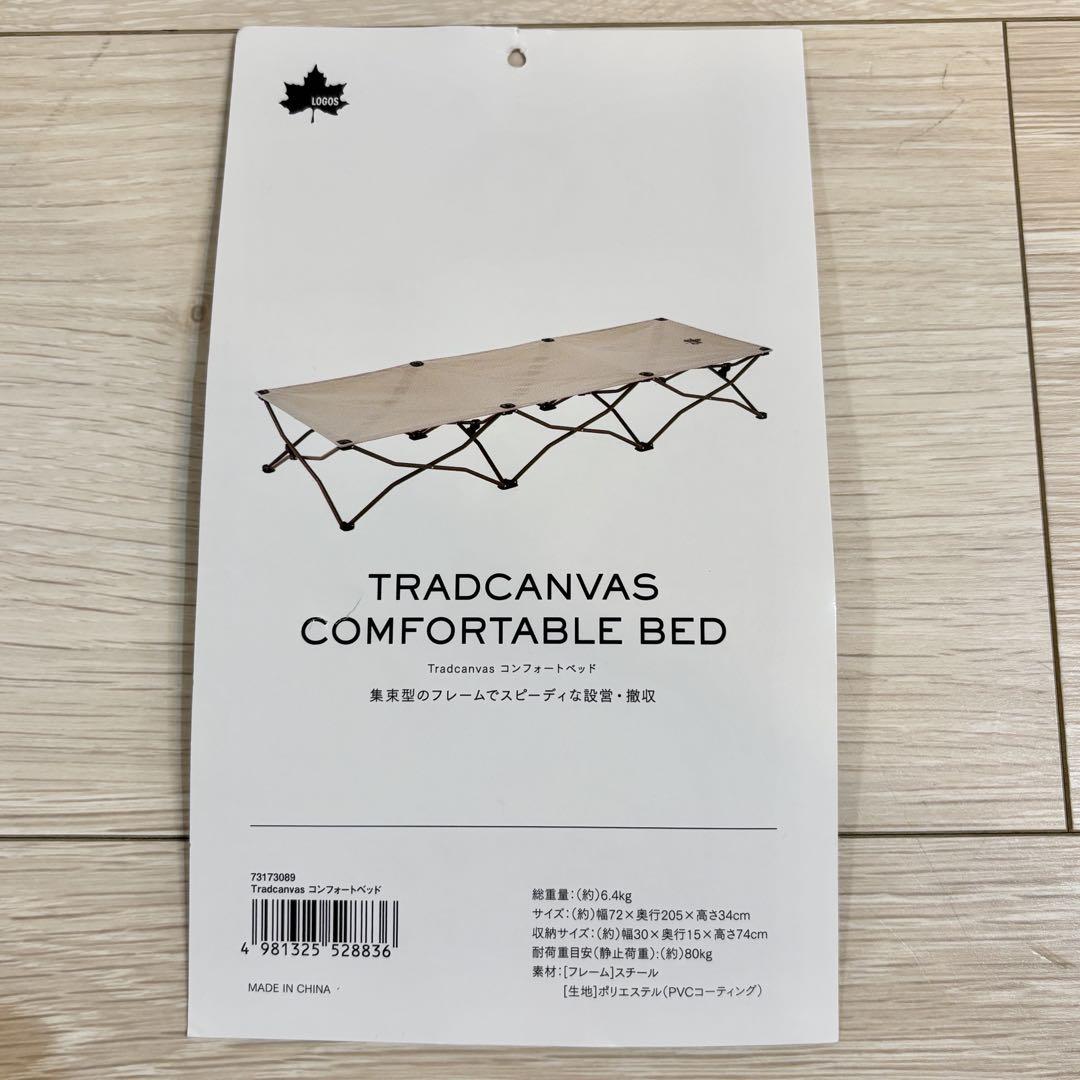 LOGOS
TRADCANVAS
COMFORTABLE BED
Tradcanvas コンフォートベッド
集束型のフレームでスピーディな設営・撤収
73173089
Tradcanvas コンフォートベッド
4 981325 528836
MADE IN CHINA
総重量:(約)6.4kg
サイズ:(約)幅72×奥行205×高さ34cm
収納サイズ:(約)幅30×奥行15×高さ74cm
耐荷重目安(静止荷重):(約)80kg
素材:[フレーム]スチール
[生地]ポリエステル(PVCコーティング)